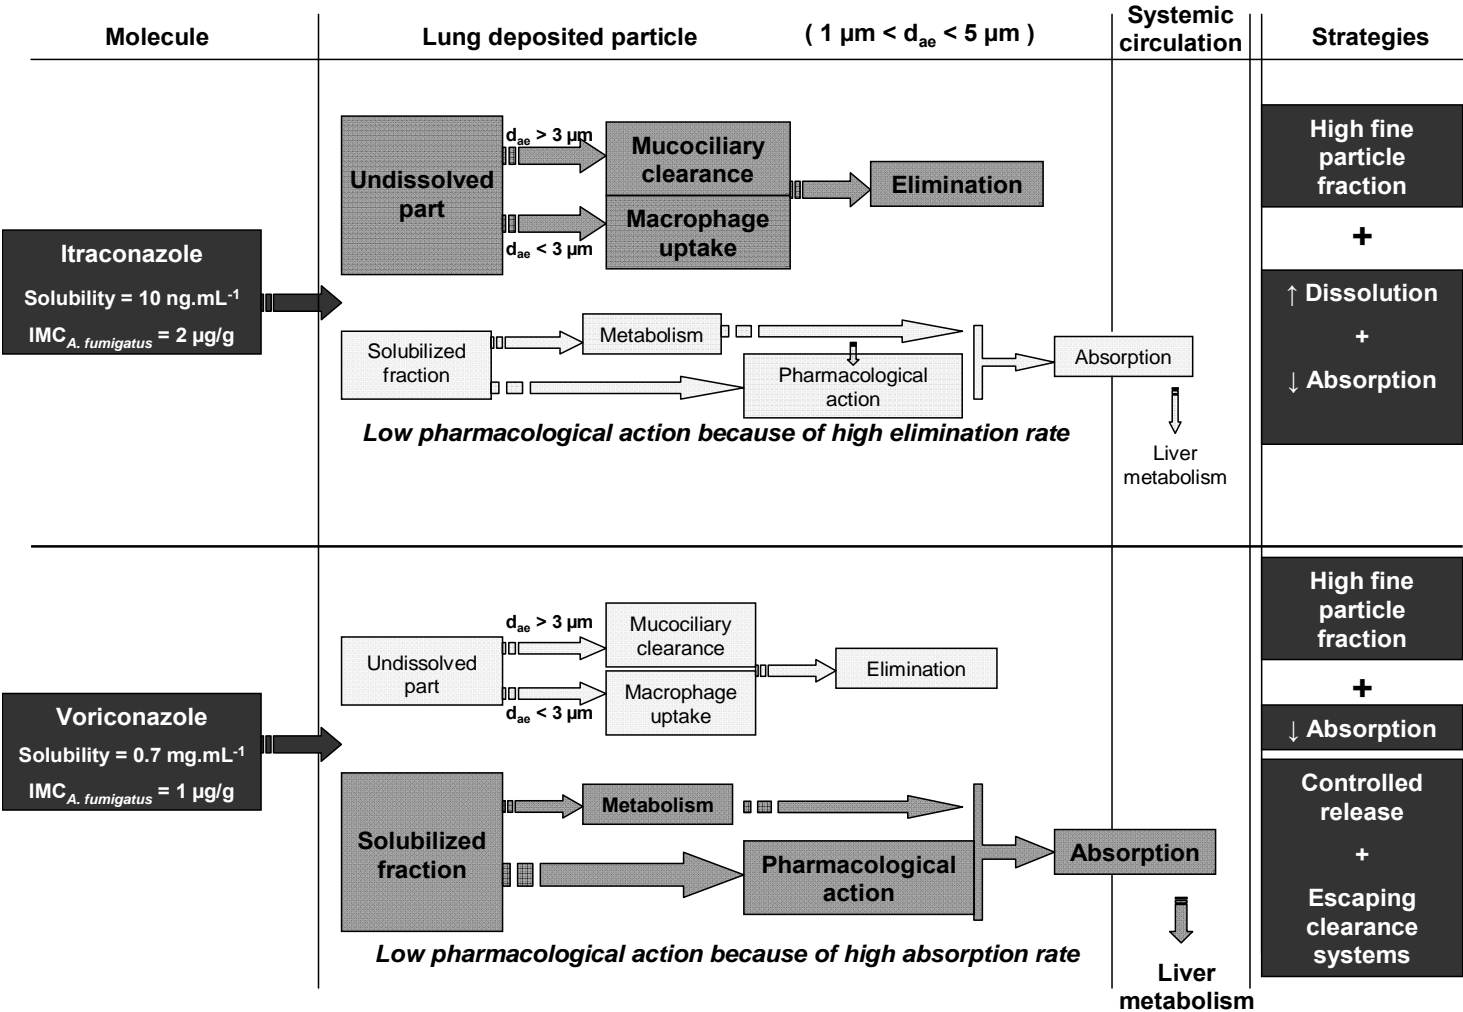 Molecule
Lung deposited particle
( 1 µm < dae < 5 µm )
Systemic
circulation
Strategies
Itraconazole
Solubility = 10 ng.mL-1
IMCA. fumigatus = 2 µg/g
Undissolved
part
dae > 3 µm
dae < 3 µm
Mucociliary
clearance
Macrophage
uptake
Elimination
Solubilized
fraction
Metabolism
Pharmacological
action
Absorption
Liver
metabolism
Low pharmacological action because of high elimination rate
High fine
particle
fraction
+
↑ Dissolution
+
↓ Absorption
Voriconazole
Solubility = 0.7 mg.mL-1
IMCA. fumigatus = 1 µg/g
Undissolved
part
dae > 3 µm
dae < 3 µm
Mucociliary
clearance
Macrophage
uptake
Elimination
Solubilized
fraction
Metabolism
Pharmacological
action
Absorption
Liver
metabolism
Low pharmacological action because of high absorption rate
High fine
particle
fraction
+
↓ Absorption
Controlled
release
+
Escaping
clearance
systems